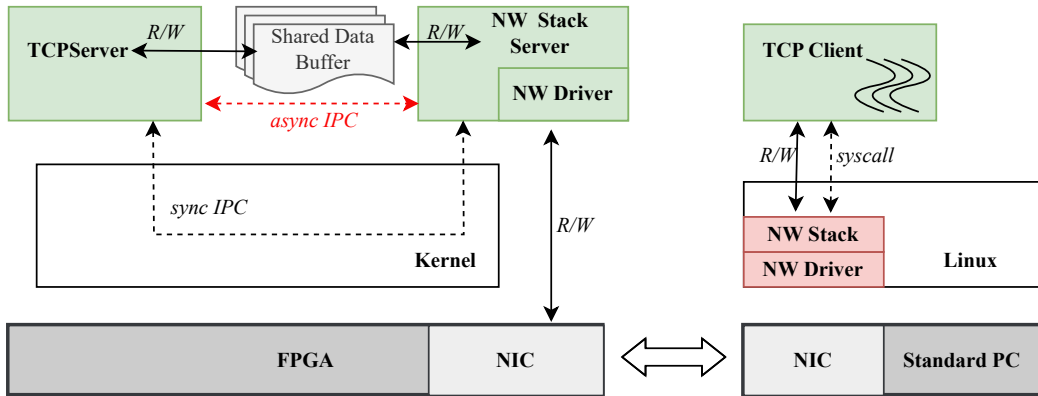 TCPServer
R/W
Shared Data
Buffer
R/W
NW Stack
Server
NW Driver
async IPC
sync IPC
Kernel
R/W
FPGA
NIC
TCP Client
R/W
syscall
NW Stack
NW Driver
Linux
NIC
Standard PC